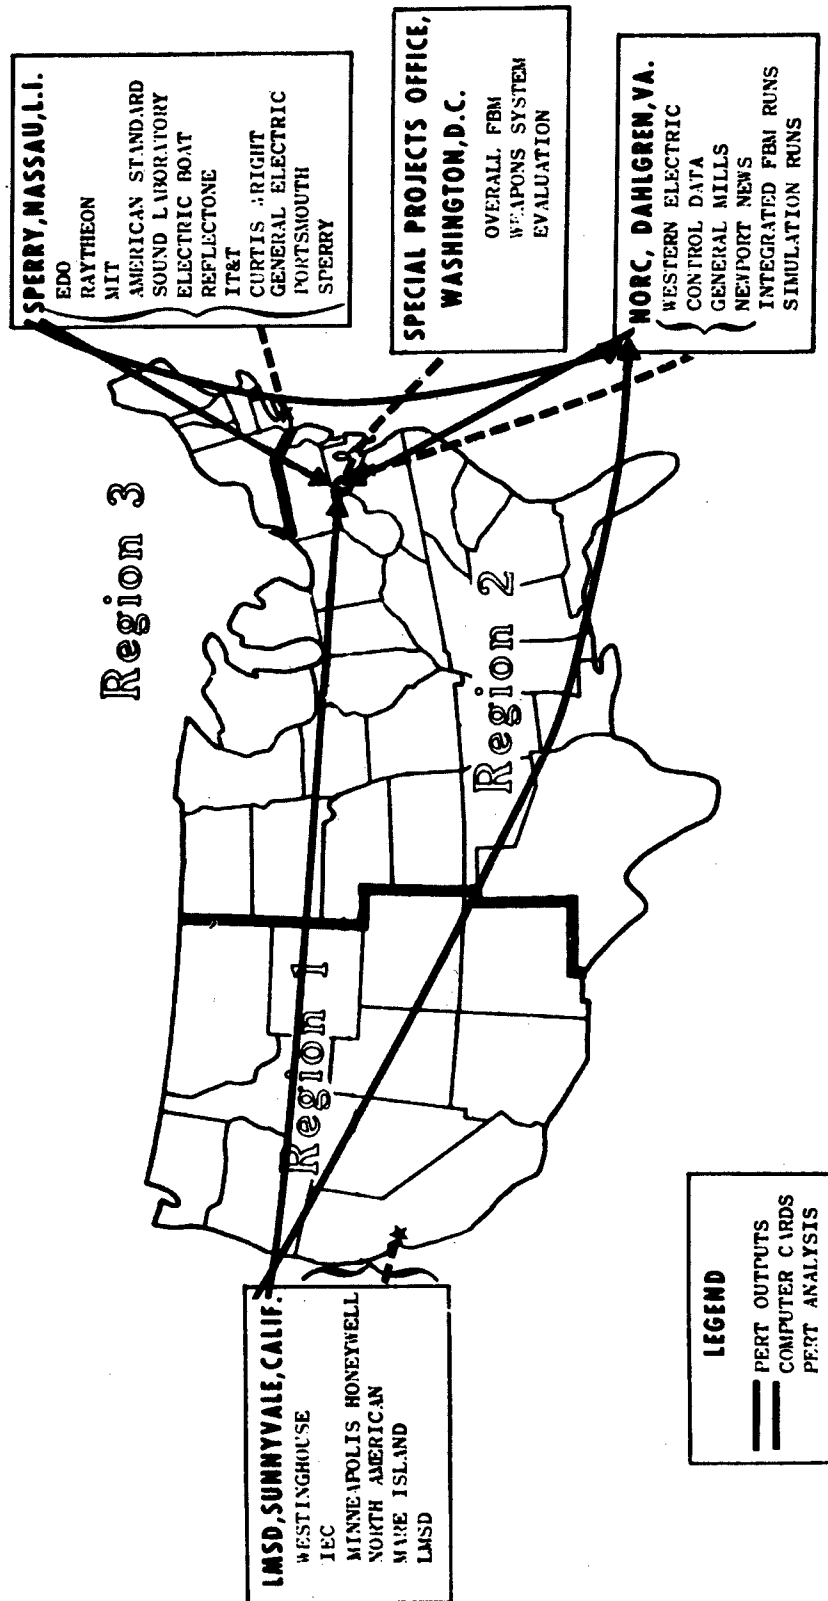 SPERRY, NASSAU, L.I.
EDO
RAYTHEON
MIT
AMERICAN STANDARD
SOUND LABORATORY
ELECTRIC BOAT
REFLECTONE
IT&T
CURTIS WRIGHT
GENERAL ELECTRIC
PORTSMOUTH
SPERRY
SPECIAL PROJECTS OFFICE,
WASHINGTON, D.C.
OVERALL FBM
WEAPONS SYSTEM
EVALUATION
NORC, DAHLGREN, VA.
WESTERN ELECTRIC
CONTROL DATA
GENERAL MILLS
NEWPORT NEWS
INTEGRATED FBM RUNS
SIMULATION RUNS
Region 3
Region 2
Region 1
LMSD, SUNNYVALE, CALIF.
WESTINGHOUSE
IEC
MINNEAPOLIS HONEYWELL
NORTH AMERICAN
MARE ISLAND
LMSD
LEGEND
PERT OUTPUTS
COMPUTER CARDS
PERT ANALYSIS